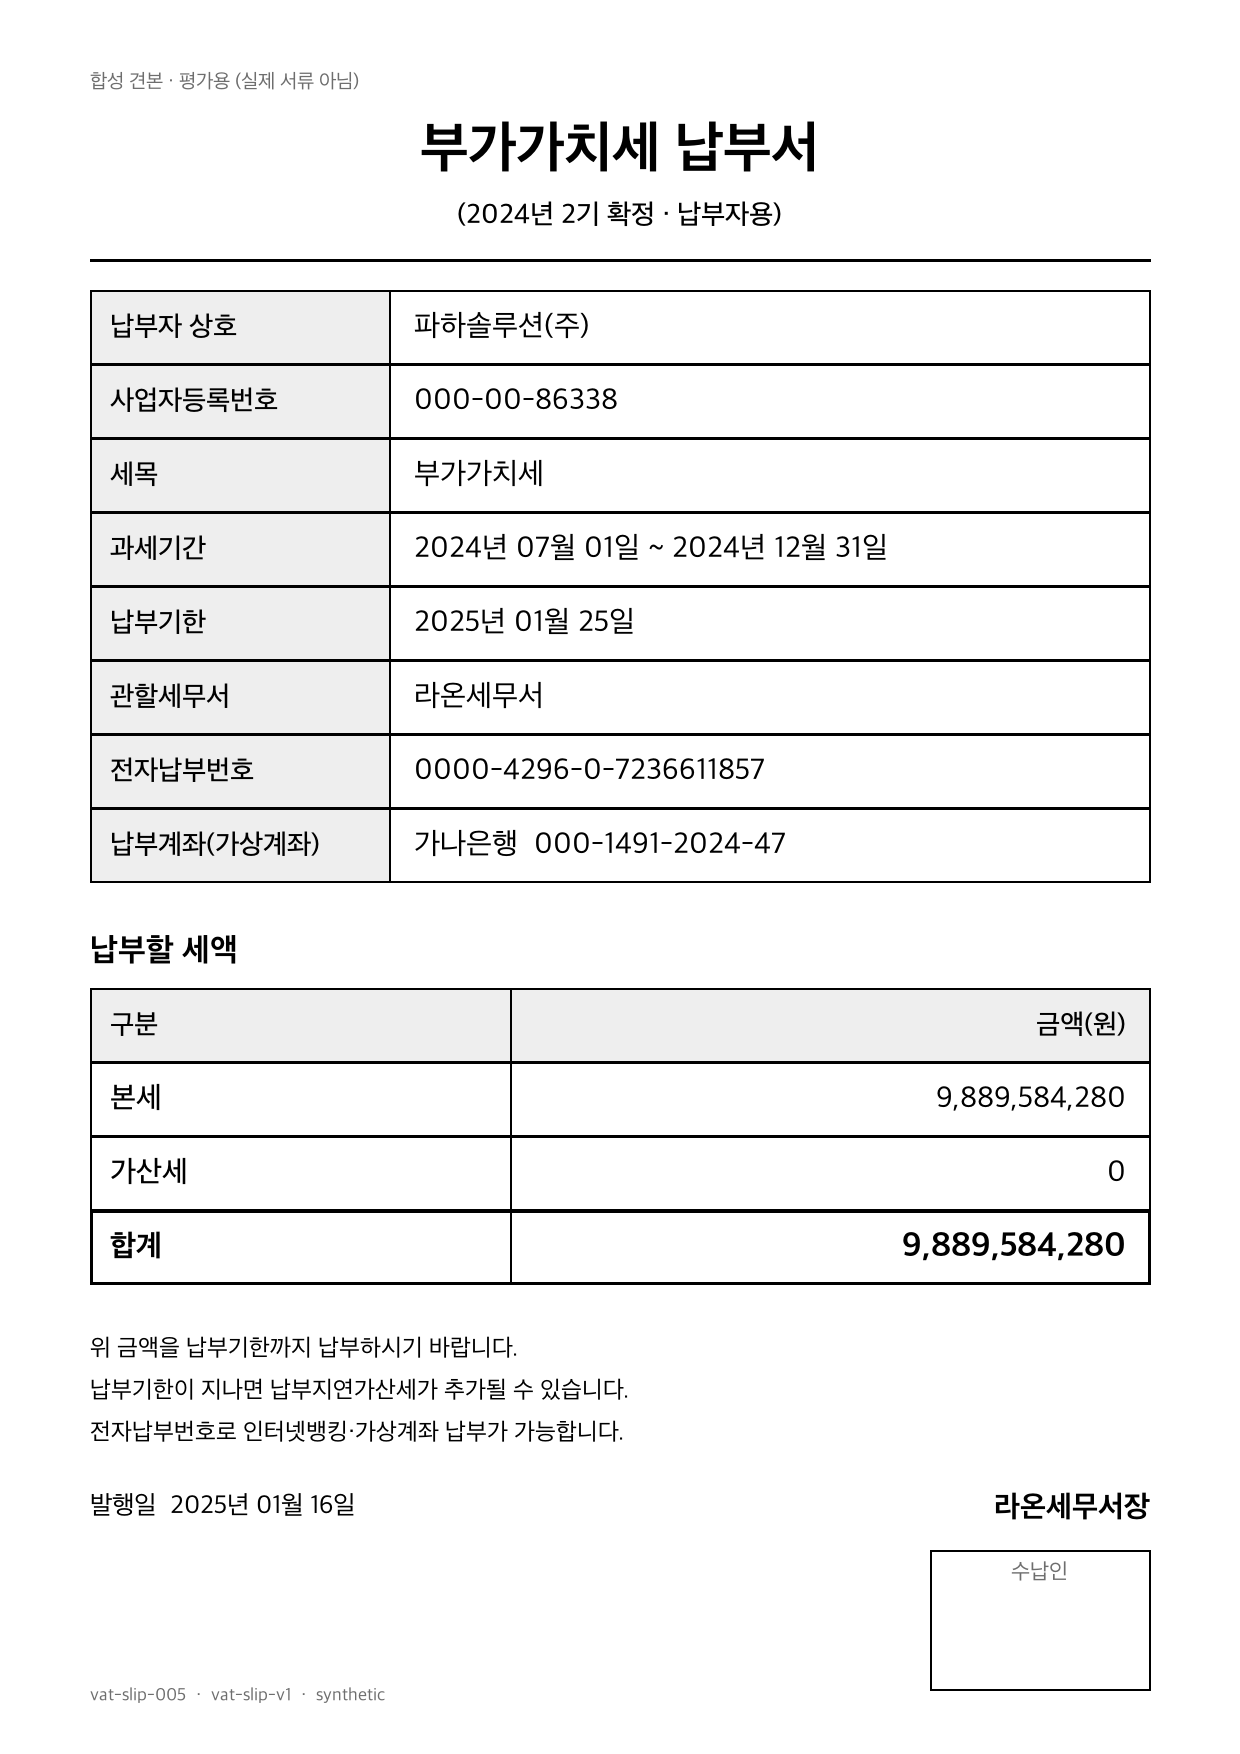 합성 견본 · 평가용 (실제 서류 아님)
부가가치세 납부서
(2024년 2기 확정 · 납부자용)
납부자 상호 파하솔루션(주)
사업자등록번호 000-00-86338
세목 부가가치세
과세기간 2024년 07월 01일 ~ 2024년 12월 31일
납부기한 2025년 01월 25일
관할세무서 라온세무서
전자납부번호 0000-4296-0-7236611857
납부계좌(가상계좌) 가나은행 000-1491-2024-47
납부할 세액
구분 금액(원)
본세 9,889,584,280
가산세 0
합계 9,889,584,280
위 금액을 납부기한까지 납부하시기 바랍니다.
납부기한이 지나면 납부지연가산세가 추가될 수 있습니다.
전자납부번호로 인터넷뱅킹·가상계좌 납부가 가능합니다.
발행일 2025년 01월 16일 라온세무서장
수납인
vat-slip-005 · vat-slip-v1 · synthetic